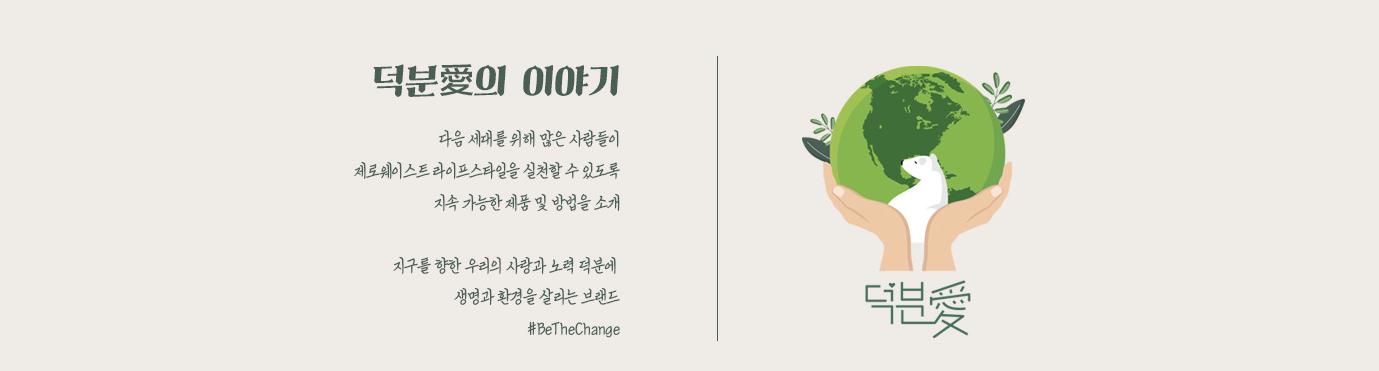 덕분愛의 이야기
다음 세대를 위해 많은 사람들이
제로웨이스트 라이프스타일을 실천할 수 있도록
지속 가능한 제품 및 방법을 소개
지구를 향한 우리의 사랑과 노력 덕분에
생명과 환경을 살리는 브랜드
#BeTheChange
덕분愛